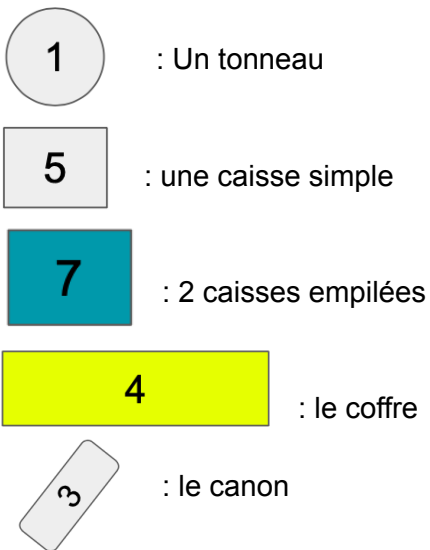 1 : Un tonneau
5 : une caisse simple
7 : 2 caisses empilées
4 : le coffre
3 : le canon